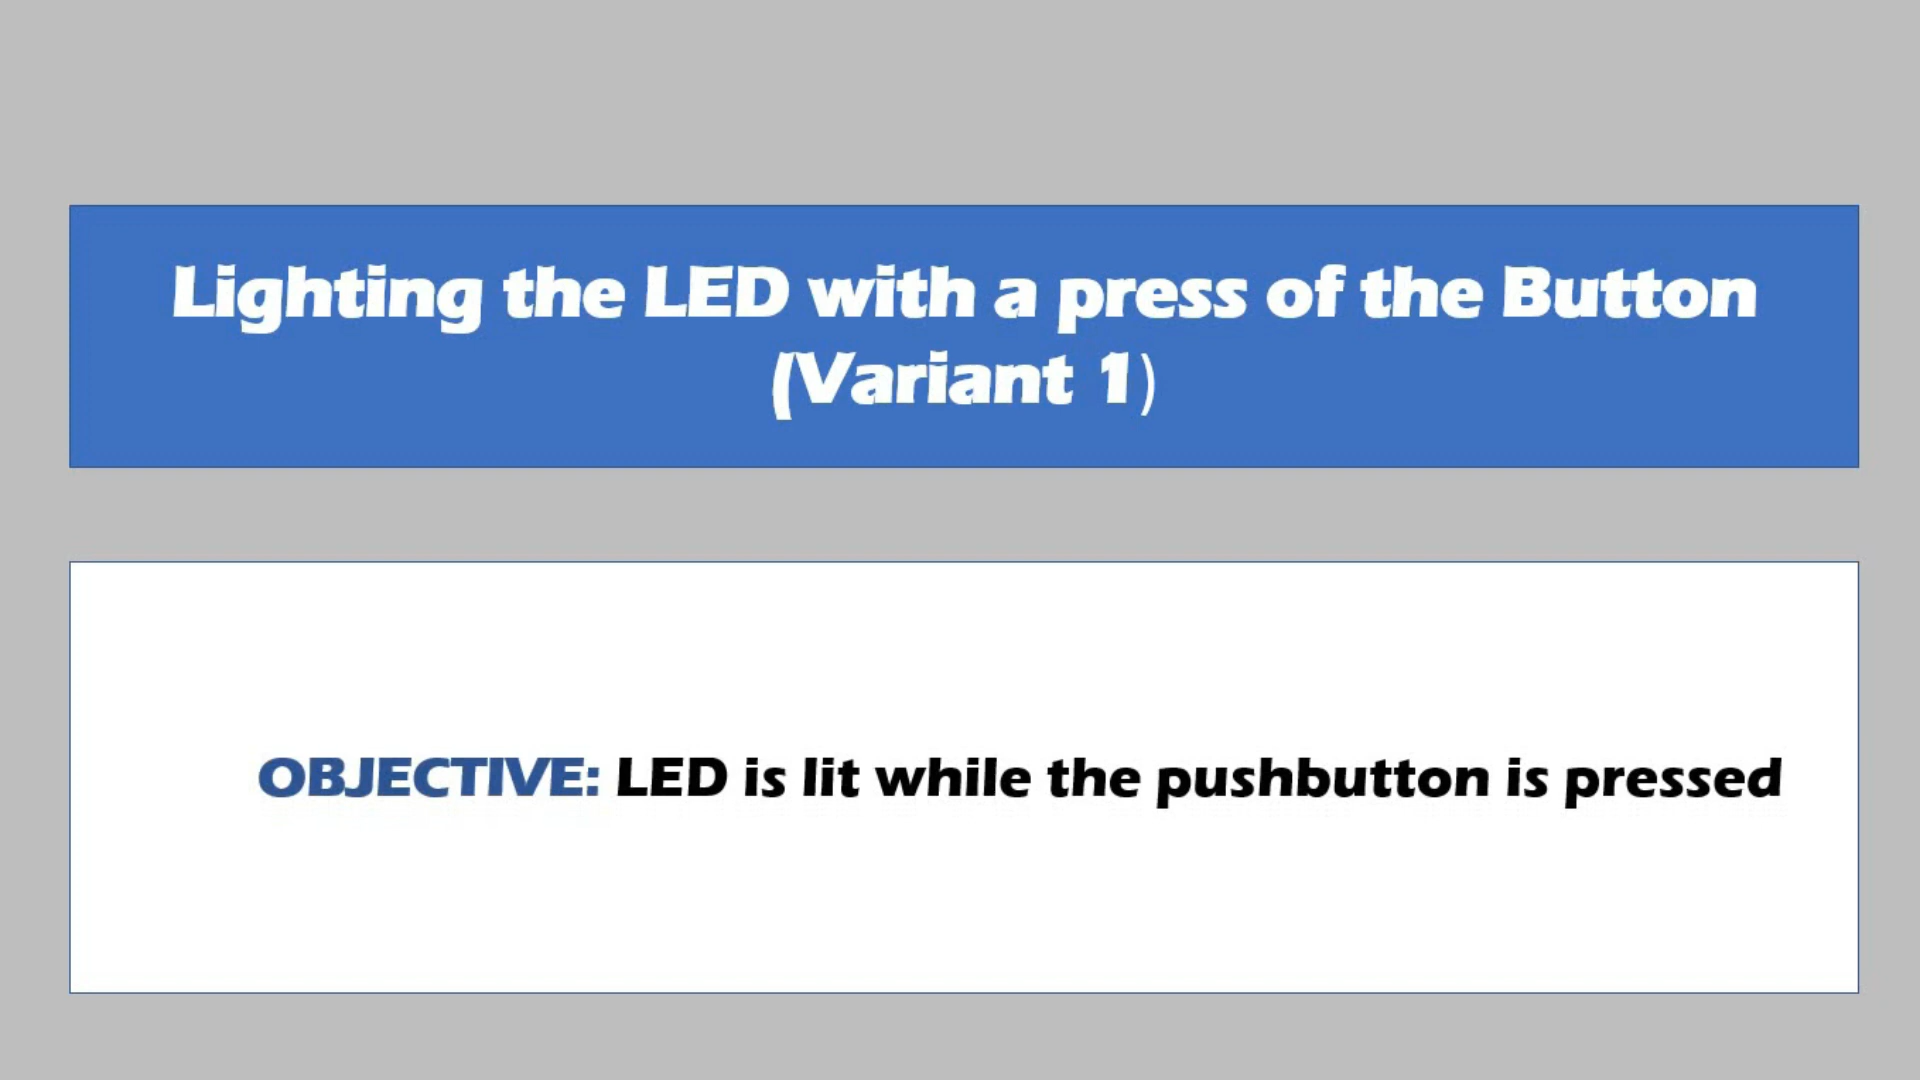 Lighting the LED with a press of the Button
(Variant 1)
OBJECTIVE: LED is lit while the pushbutton is pressed